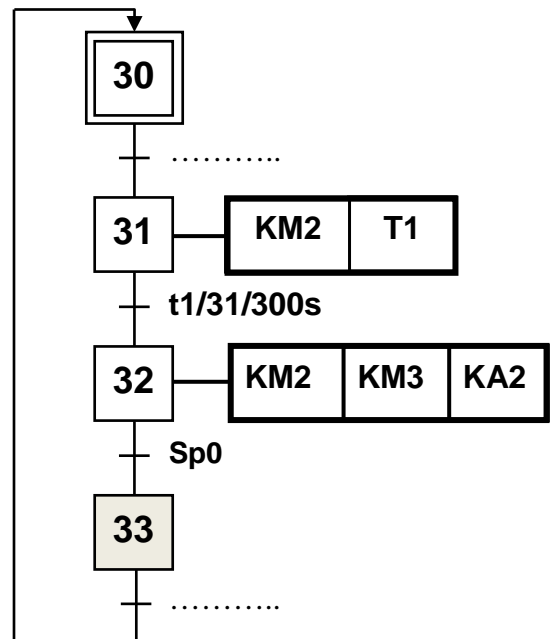 30
………..
31 KM2 T1
t1/31/300s
32 KM2 KM3 KA2
Sp0
33
………..